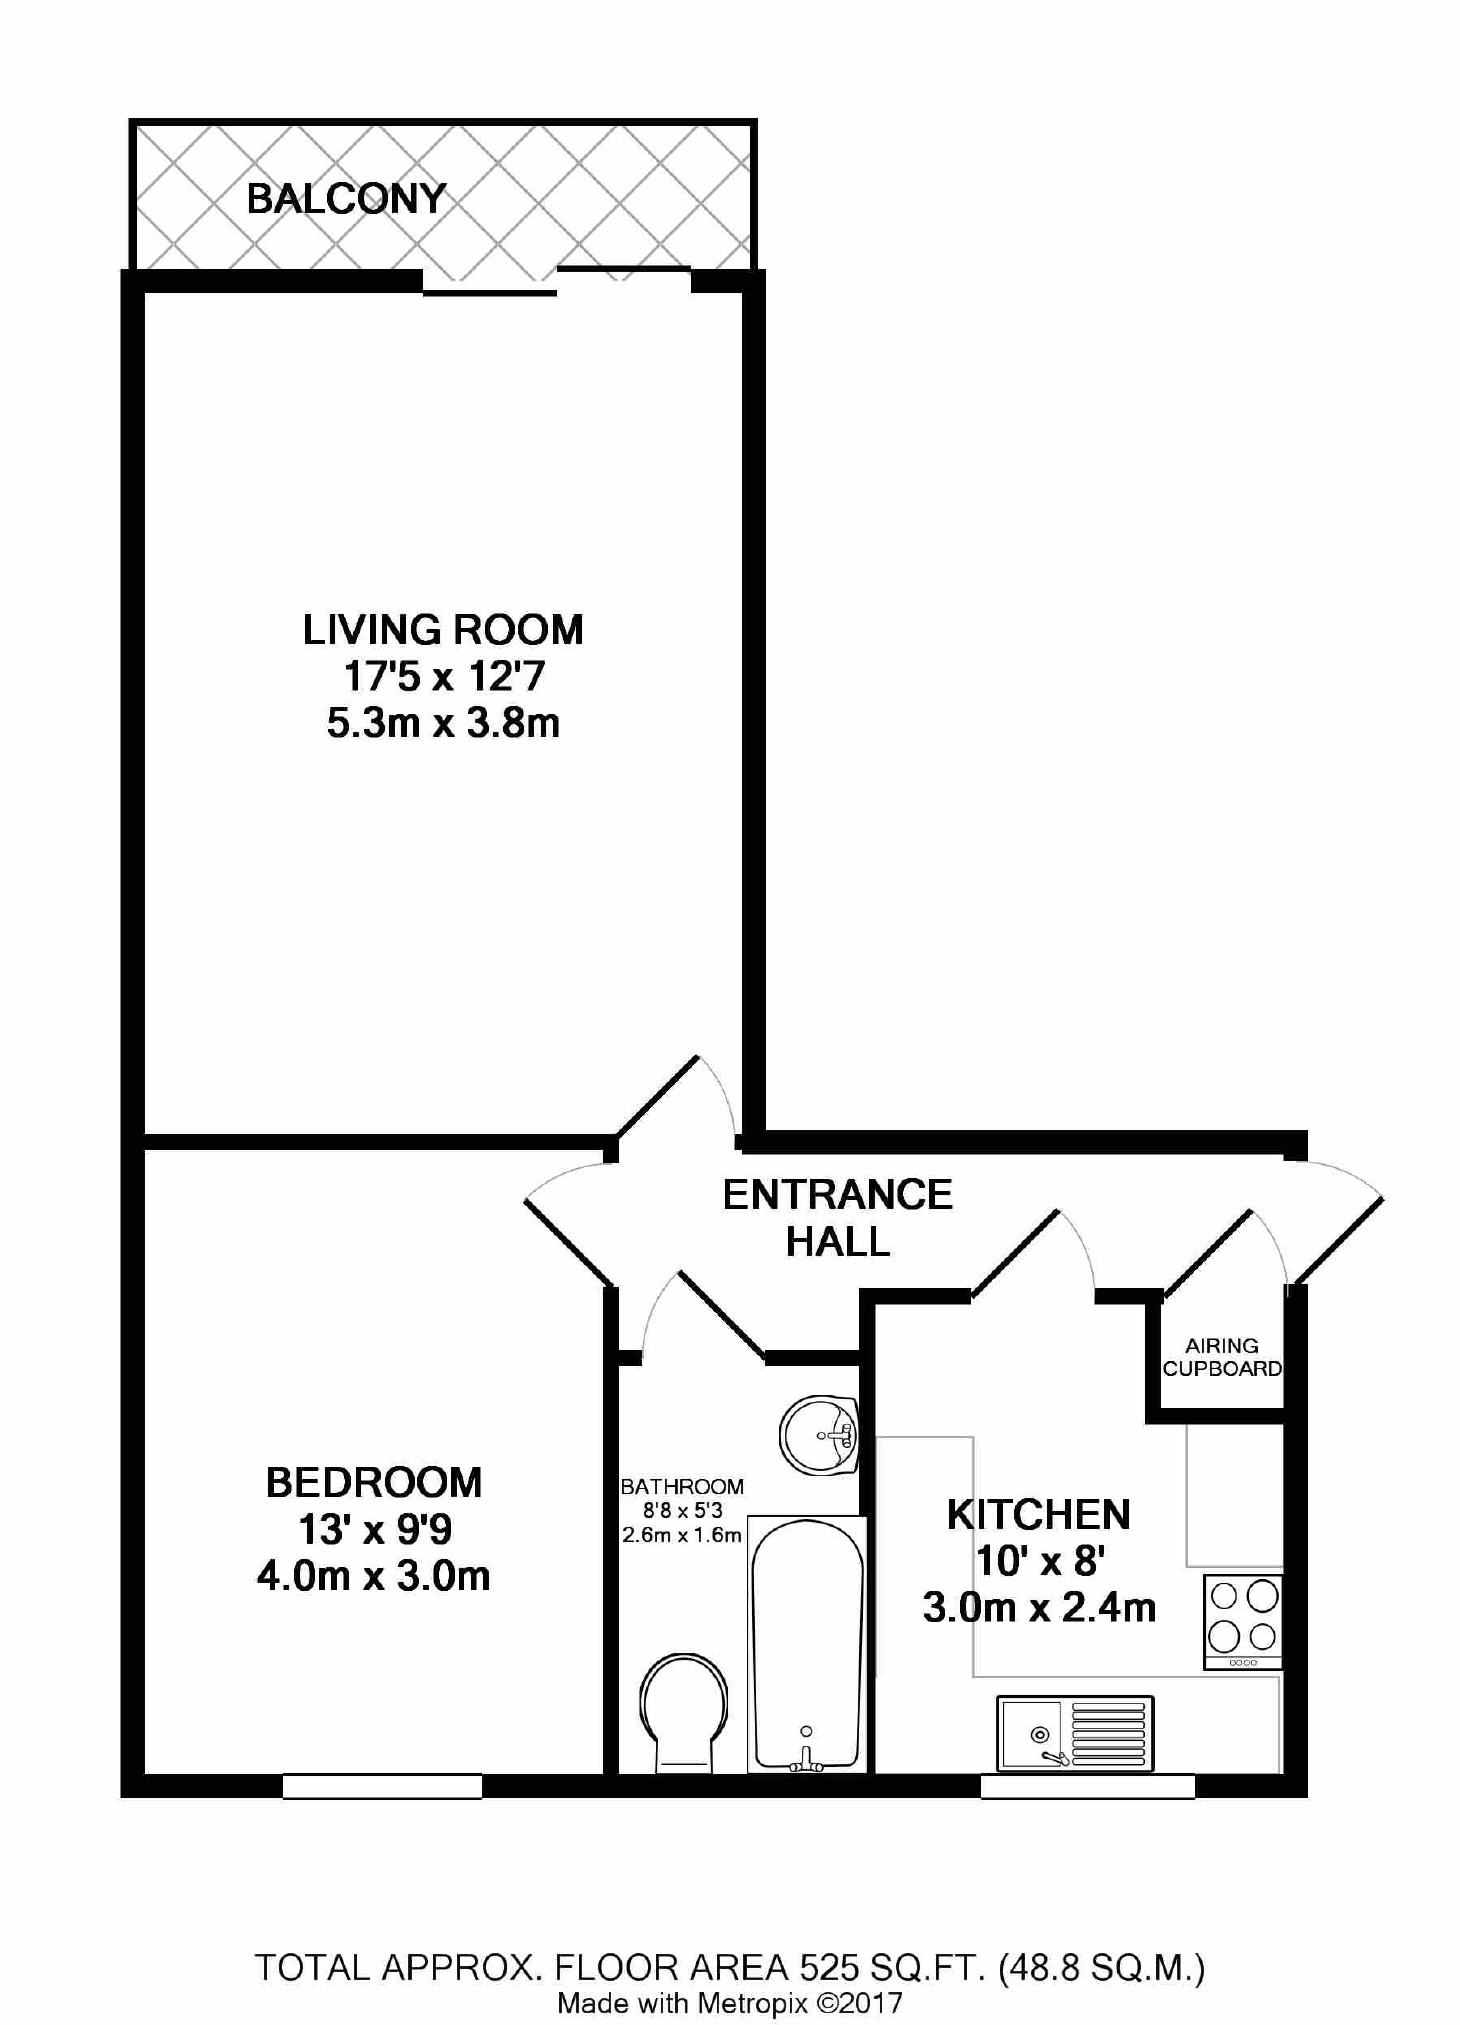 BALCONY
LIVING ROOM
17'5 x 12'7
5.3m x 3.8m
ENTRANCE
HALL
AIRING
CUPBOARD
BEDROOM
13' x 9'9
4.0m x 3.0m
BATHROOM
8'8 x 5'3
2.6m x 1.6m
KITCHEN
10' x 8'
3.0m x 2.4m
TOTAL APPROX. FLOOR AREA 525 SQ.FT. (48.8 SQ.M.)
Made with Metropix ©2017